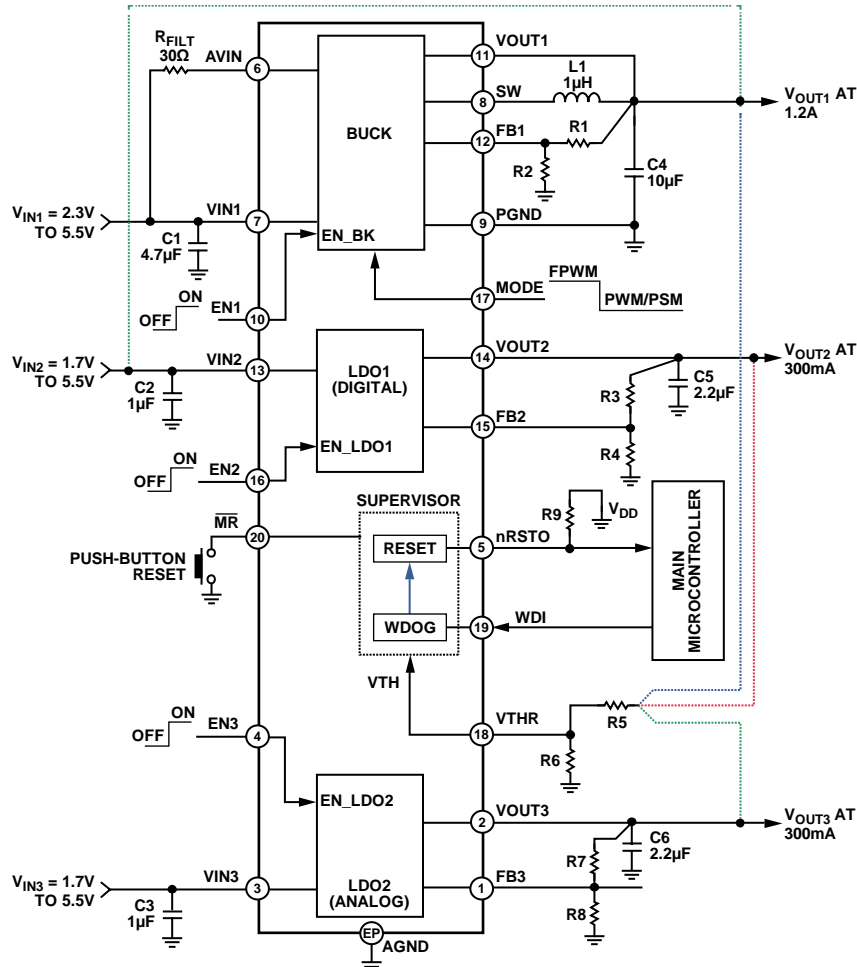 RFILT
30Ω
AVIN
6
BUCK
VOUT1
11
SW
8
L1
1µH
VOUT1 AT
1.2A
FB1
12
R1
R2
C4
10µF
VIN1 = 2.3V
TO 5.5V
VIN1
7
C1
4.7µF
EN_BK
PGND
9
OFF
ON
EN1
10
MODE
17
FPWM
PWM/PSM
VIN2 = 1.7V
TO 5.5V
VIN2
13
C2
1µF
LDO1
(DIGITAL)
VOUT2
14
VOUT2 AT
300mA
R3
C5
2.2µF
FB2
15
R4
EN_LDO1
OFF
ON
EN2
16
MR
20
PUSH-BUTTON
RESET
SUPERVISOR
RESET
WDOG
nRSTO
5
R9
VDD
MAIN
MICROCONTROLLER
WDI
19
VTH
VTHR
18
R5
R6
OFF
ON
EN3
4
EN_LDO2
VOUT3
2
VOUT3 AT
300mA
R7
C6
2.2µF
FB3
1
R8
VIN3 = 1.7V
TO 5.5V
VIN3
3
C3
1µF
LDO2
(ANALOG)
EP
AGND